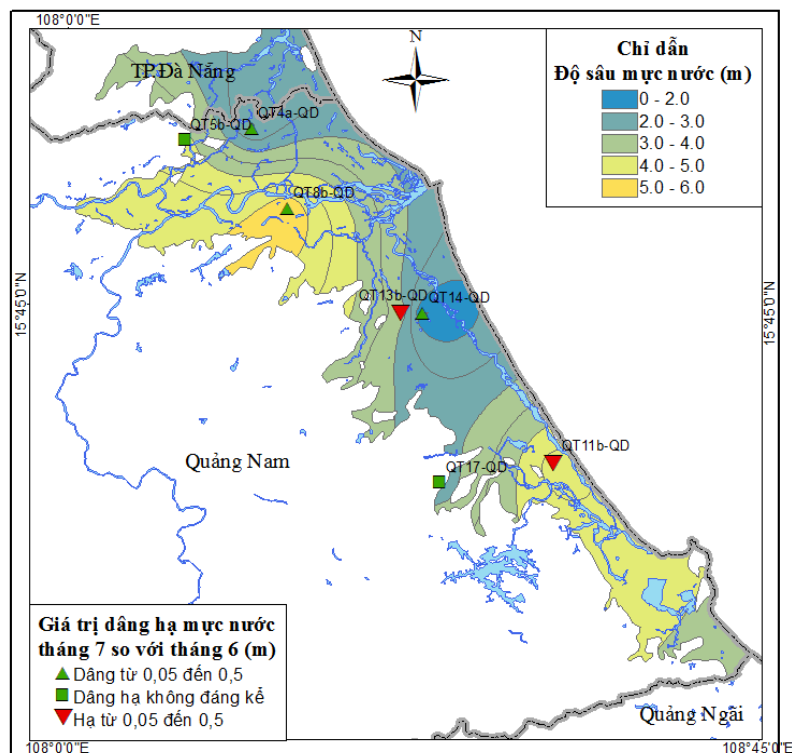 108°0'0"E
N
Chỉ dẫn
Độ sâu mực nước (m)
0 - 2.0
2.0 - 3.0
3.0 - 4.0
4.0 - 5.0
5.0 - 6.0
TP.Đà Nẵng
QT4a-QD
QT5b-QD
QT8b-QD
15°45'0"N
15°45'0"N
QT13b-QD
QT14-QD
QT11b-QD
Quảng Nam
QT17-QD
Giá trị dâng hạ mực nước
tháng 7 so với tháng 6 (m)
Dâng từ 0,05 đến 0,5
Dâng hạ không đáng kể
Hạ từ 0,05 đến 0,5
Quảng Ngãi
108°0'0"E
108°45'0"E